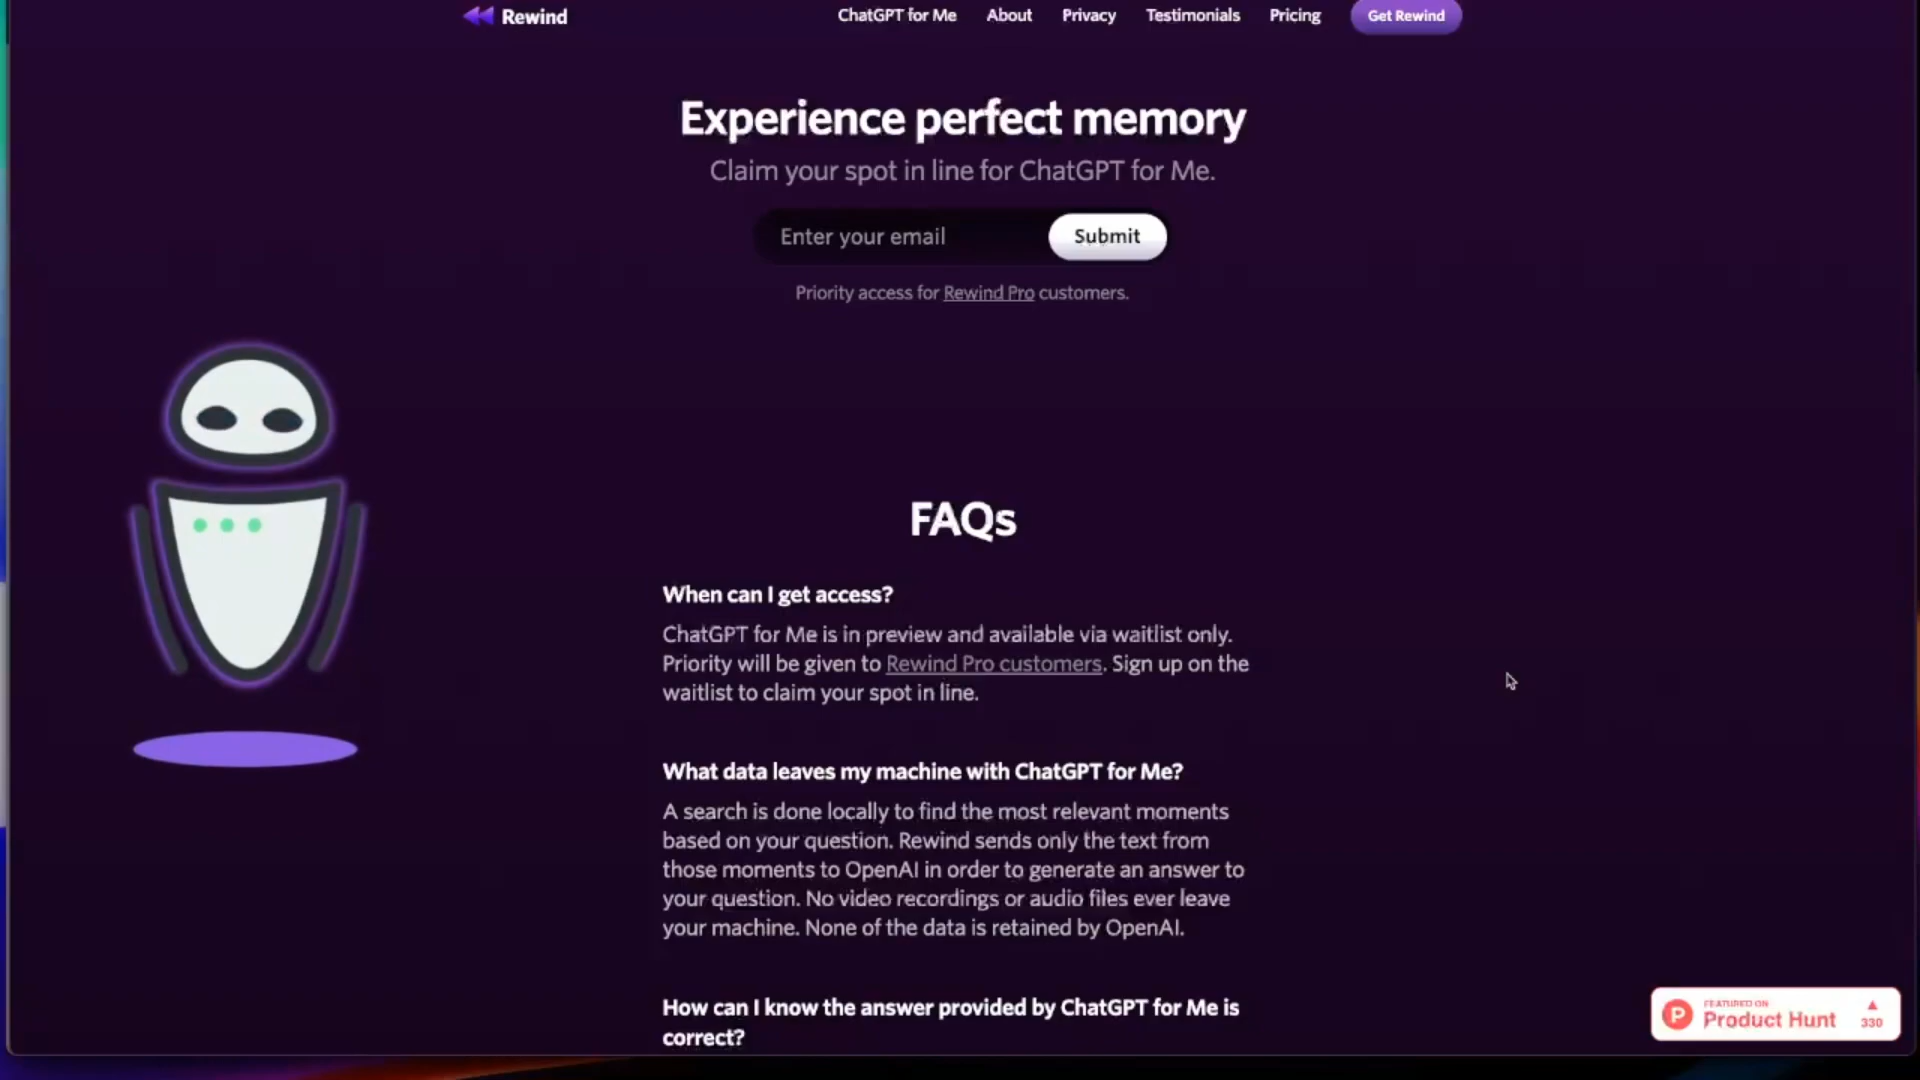 Rewind
ChatGPT for Me About Privacy Testimonials Pricing Get Rewind
Experience perfect memory
Claim your spot in line for ChatGPT for Me.
Enter your email Submit
Priority access for Rewind Pro customers.
FAQs
When can I get access?
ChatGPT for Me is in preview and available via waitlist only.
Priority will be given to Rewind Pro customers. Sign up on the
waitlist to claim your spot in line.
What data leaves my machine with ChatGPT for Me?
A search is done locally to find the most relevant moments
based on your question. Rewind sends only the text from
those moments to OpenAI in order to generate an answer to
your question. No video recordings or audio files ever leave
your machine. None of the data is retained by OpenAI.
How can I know the answer provided by ChatGPT for Me is
correct?
P
FEATURED ON
Product Hunt
330